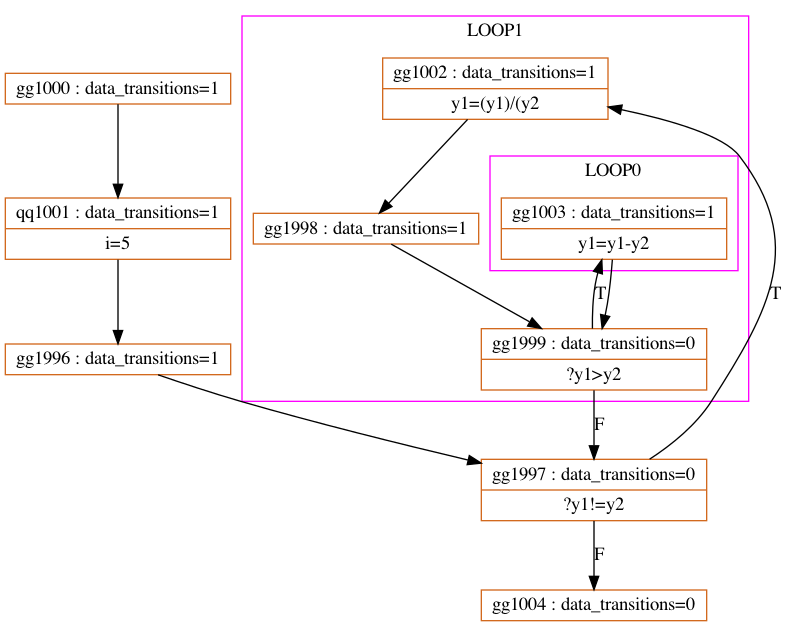 LOOP1
gg1002 : data_transitions=1
y1=(y1)/(y2
gg1000 : data_transitions=1
LOOP0
qq1001 : data_transitions=1
i=5
gg1998 : data_transitions=1
gg1003 : data_transitions=1
y1=y1-y2
T
T
gg1996 : data_transitions=1
gg1999 : data_transitions=0
?y1>y2
F
gg1997 : data_transitions=0
?y1!=y2
F
gg1004 : data_transitions=0